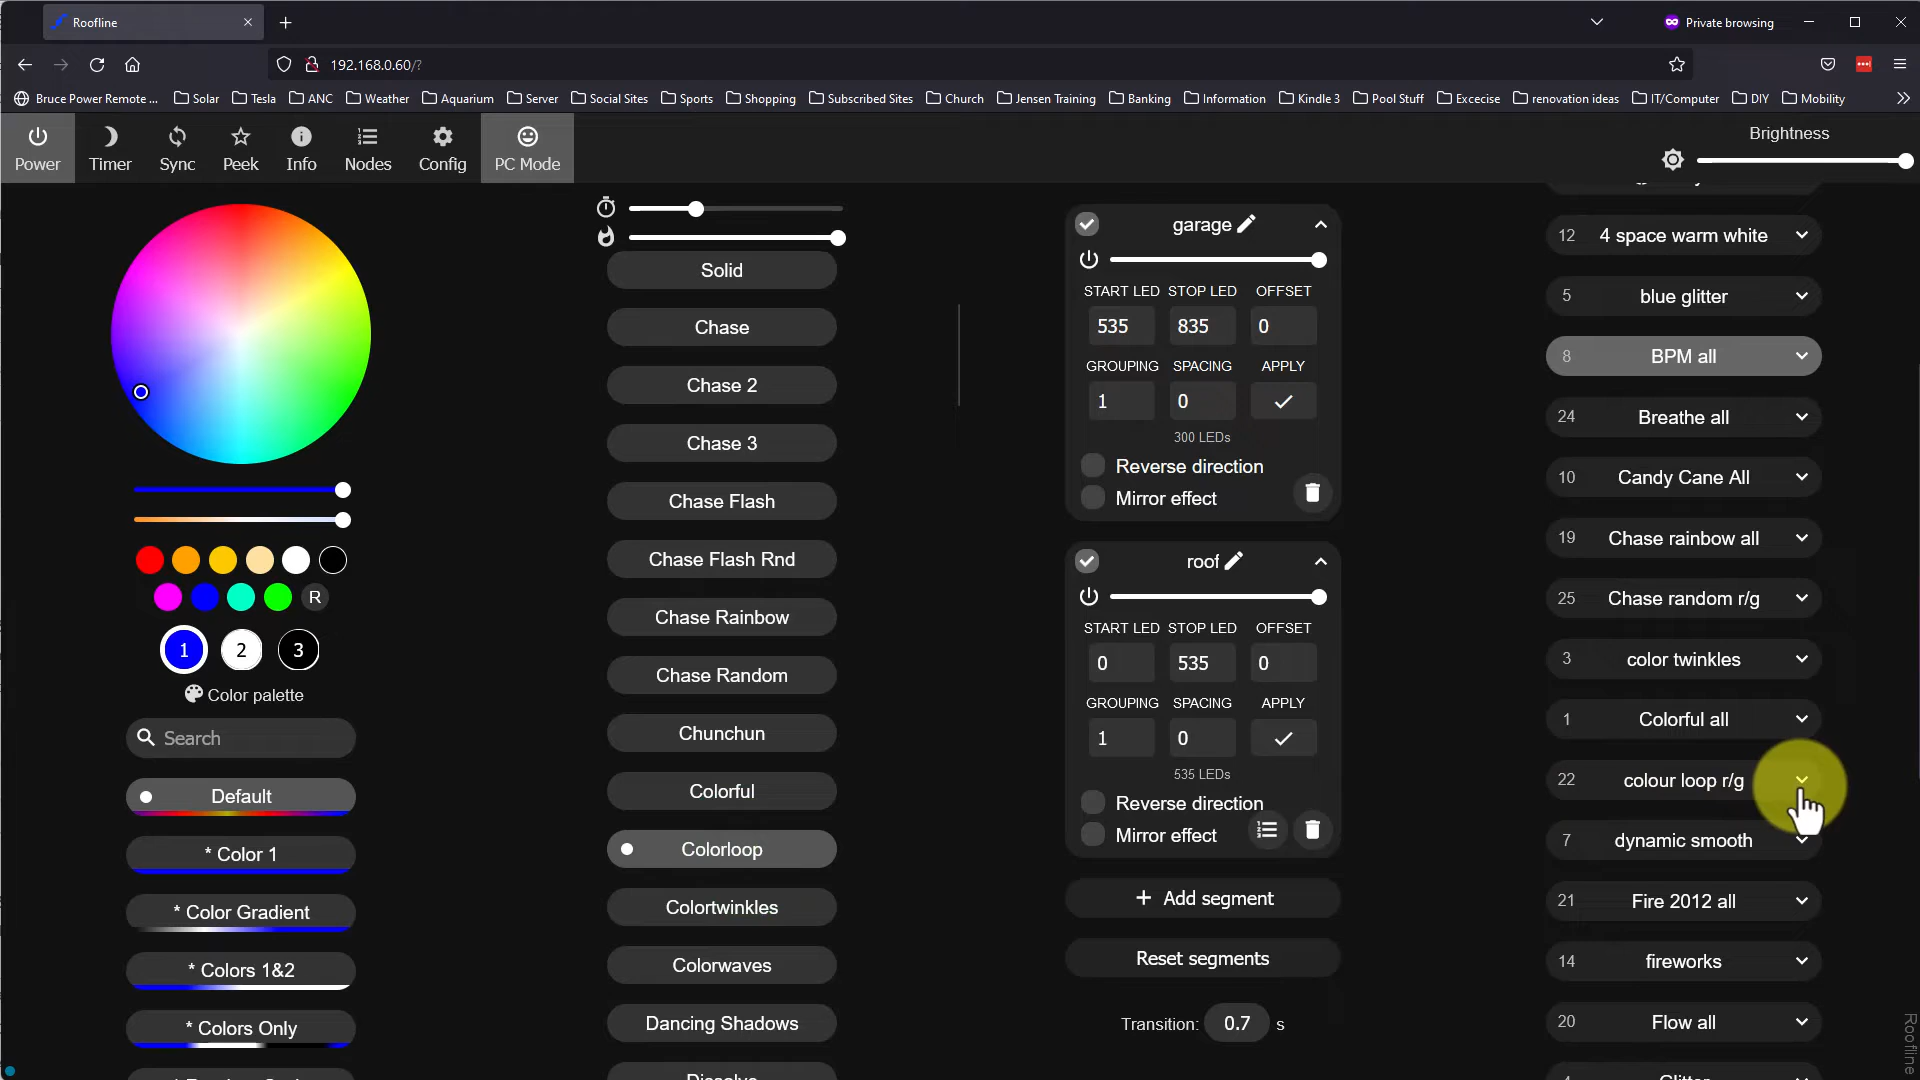 Roofline
Private browsing
192.168.0.60/?
Bruce Power Remote ...
Solar
Tesla
ANC
Weather
Aquarium
Server
Social Sites
Sports
Shopping
Subscribed Sites
Church
Jensen Training
Banking
Information
Kindle 3
Pool Stuff
Excecise
renovation ideas
IT/Computer
DIY
Mobility
Power
Timer
Sync
Peek
Info
Nodes
Config
PC Mode
Brightness
R
1
2
3
Color palette
Search
Default
* Color 1
* Color Gradient
* Colors 1&2
* Colors Only
Solid
Chase
Chase 2
Chase 3
Chase Flash
Chase Flash Rnd
Chase Rainbow
Chase Random
Chunchun
Colorful
Colorloop
Colortwinkles
Colorwaves
Dancing Shadows
garage
START LED STOP LED OFFSET
535 835 0
GROUPING SPACING APPLY
1 0
300 LEDs
Reverse direction
Mirror effect
roof
START LED STOP LED OFFSET
0 535 0
GROUPING SPACING APPLY
1 0
535 LEDs
Reverse direction
Mirror effect
+ Add segment
Reset segments
Transition: 0.7 s
12 4 space warm white
5 blue glitter
8 BPM all
24 Breathe all
10 Candy Cane All
19 Chase rainbow all
25 Chase random r/g
3 color twinkles
1 Colorful all
22 colour loop r/g
7 dynamic smooth
21 Fire 2012 all
14 fireworks
20 Flow all
Roofline